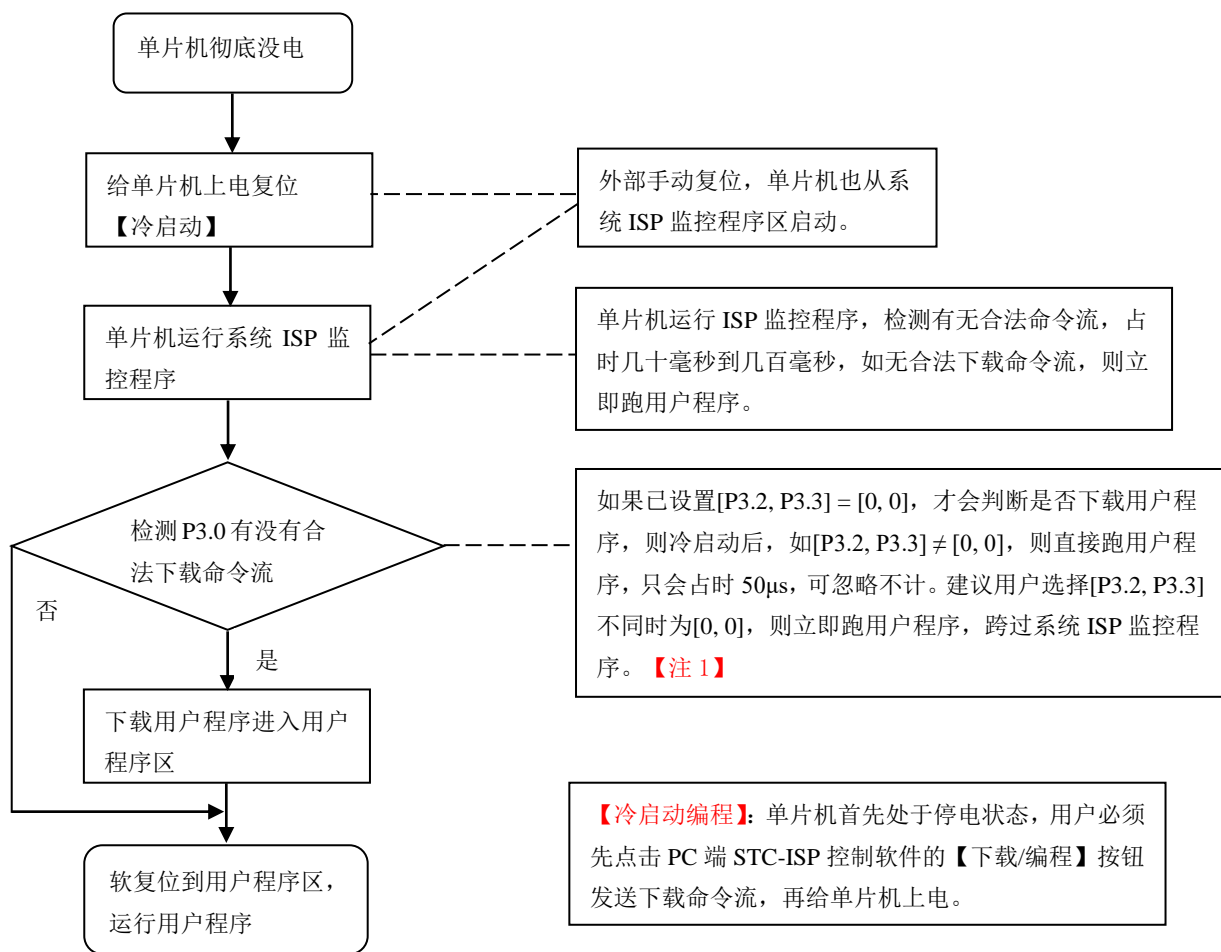 单片机彻底没电
给单片机上电复位
【冷启动】
外部手动复位，单片机也从系
统 ISP 监控程序区启动。
单片机运行系统 ISP 监
控程序
单片机运行 ISP 监控程序，检测有无合法命令流，占
时几十毫秒到几百毫秒，如无合法下载命令流，则立
即跑用户程序。
检测 P3.0 有没有合
法下载命令流
如果已设置[P3.2, P3.3] = [0, 0]，才会判断是否下载用户程
序，则冷启动后，如[P3.2, P3.3] ≠ [0, 0]，则直接跑用户程
序，只会占时 50μs，可忽略不计。建议用户选择[P3.2, P3.3]
不同时为[0, 0]，则立即跑用户程序，跨过系统 ISP 监控程
序。【注 1】
否
是
下载用户程序进入用户
程序区
【冷启动编程】：单片机首先处于停电状态，用户必须
先点击 PC 端 STC-ISP 控制软件的【下载/编程】按钮
发送下载命令流，再给单片机上电。
软复位到用户程序区，
运行用户程序